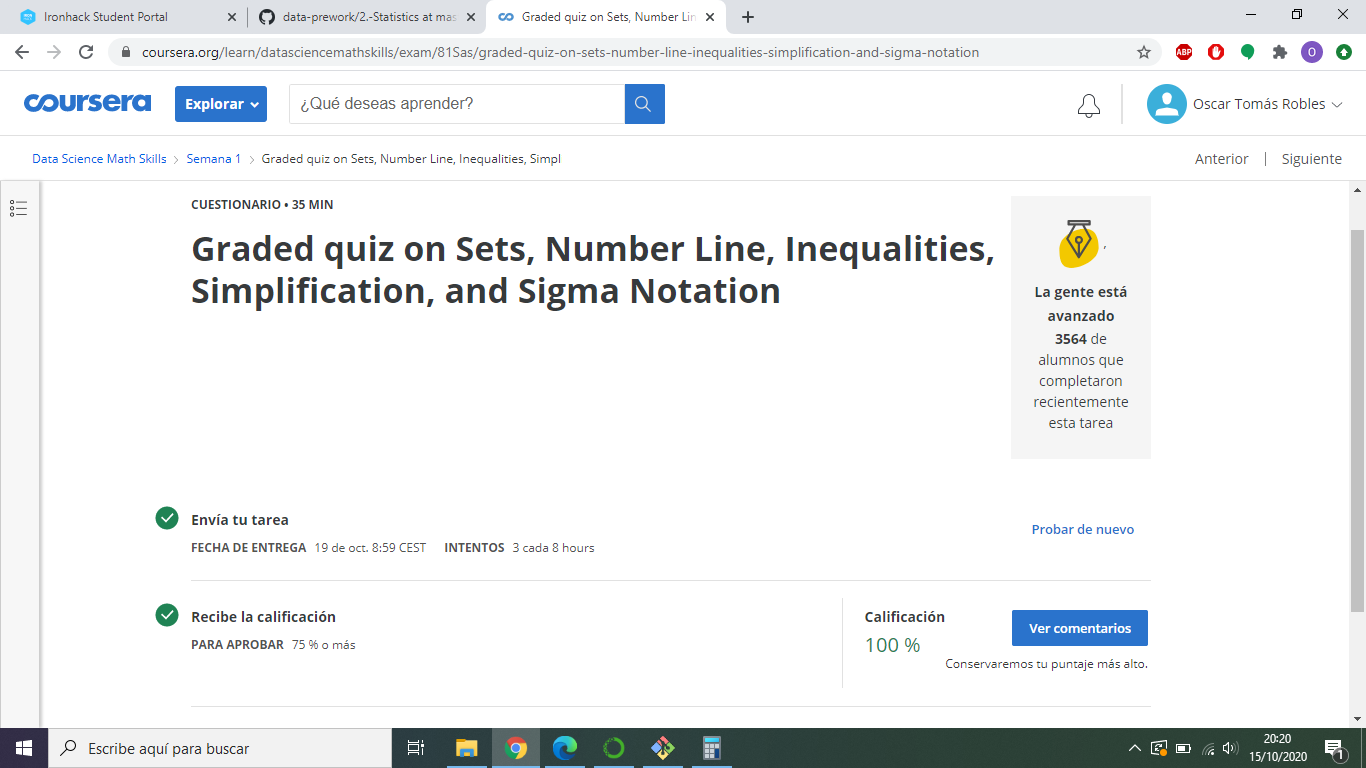 Ironhack Student Portal
data-prework/2.-Statistics at mas
Graded quiz on Sets, Number Lin
coursera.org/learn/datasciencemathskills/exam/81Sas/graded-quiz-on-sets-number-line-inequalities-simplification-and-sigma-notation
ABP
O
coursera
Explorar
¿Qué deseas aprender?
Oscar Tomás Robles
Data Science Math Skills
Semana 1
Graded quiz on Sets, Number Line, Inequalities, Simpl
Anterior | Siguiente
CUESTIONARIO • 35 MIN
Graded quiz on Sets, Number Line, Inequalities,
Simplification, and Sigma Notation
,
La gente está
avanzado
3564 de
alumnos que
completaron
recientemente
esta tarea
Envía tu tarea
Probar de nuevo
FECHA DE ENTREGA 19 de oct. 8:59 CEST INTENTOS 3 cada 8 hours
Recibe la calificación
PARA APROBAR 75 % o más
Calificación
100 %
Ver comentarios
Conservaremos tu puntaje más alto.
Escribe aquí para buscar
20:20
15/10/2020
1